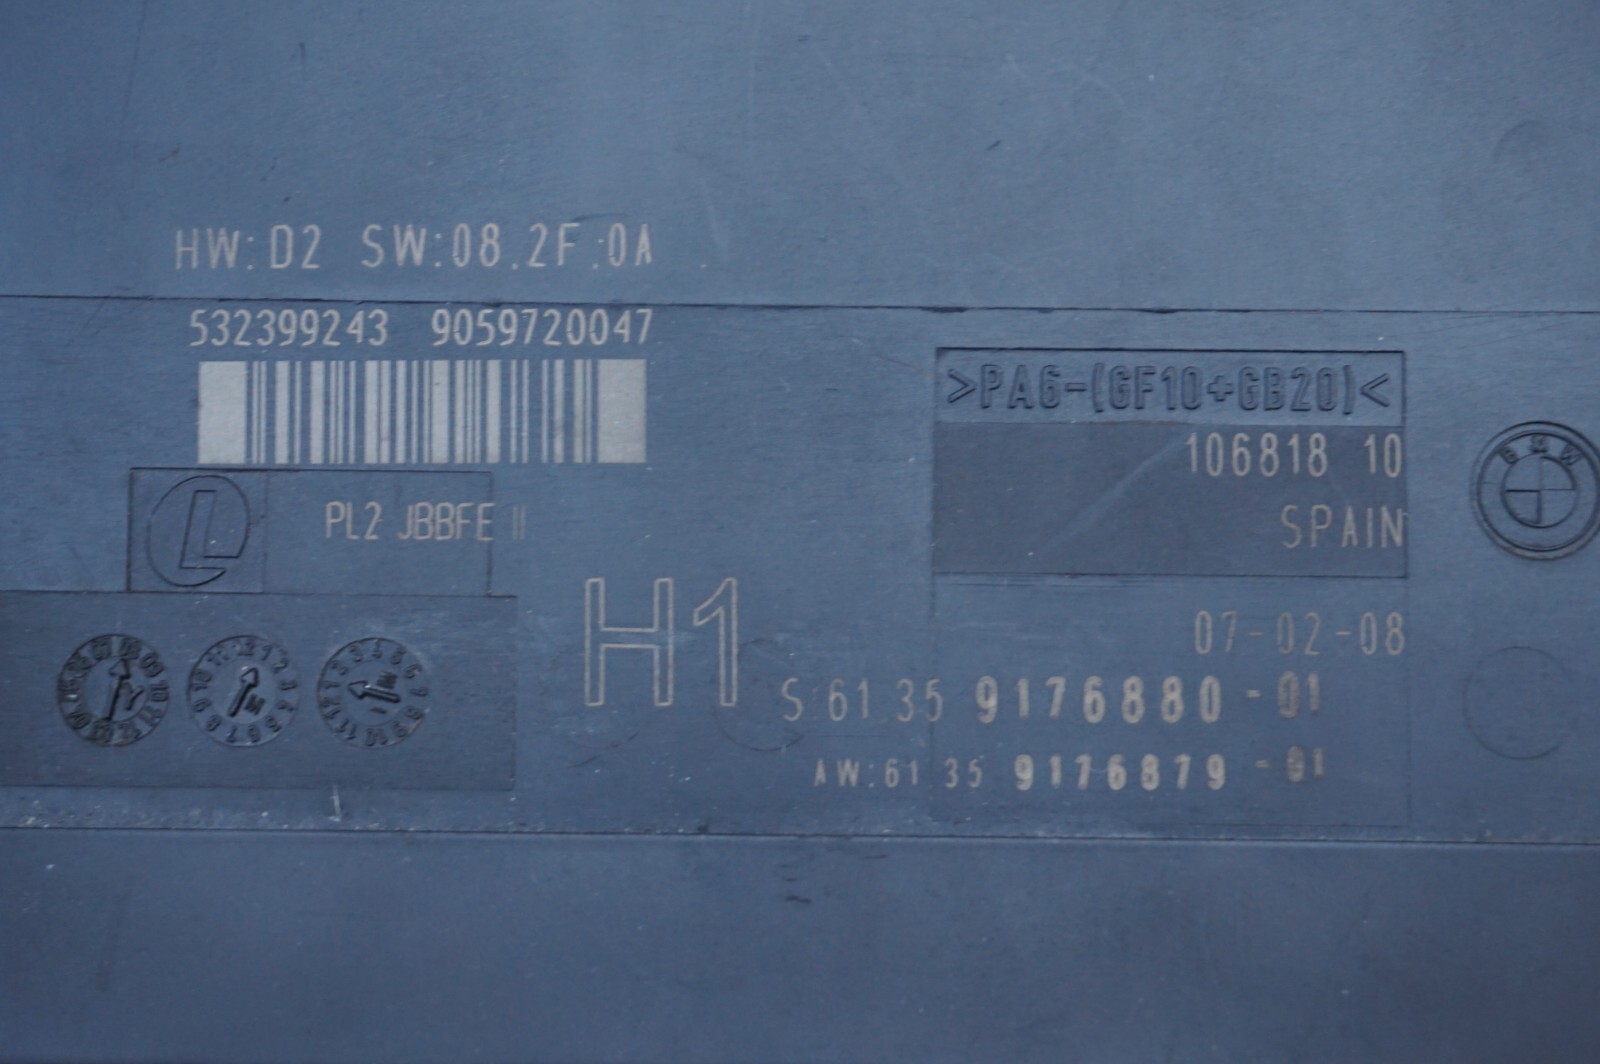 HW:D2 SW:08.2F.0A
532399243 9059720047
>PA6-(GF10+GB20)<
106818 10
SPAIN
BMW
PL2 JBBFE II
H1
07-02-08
S:61.35 9176880-01
AW:61 35 9176879-01